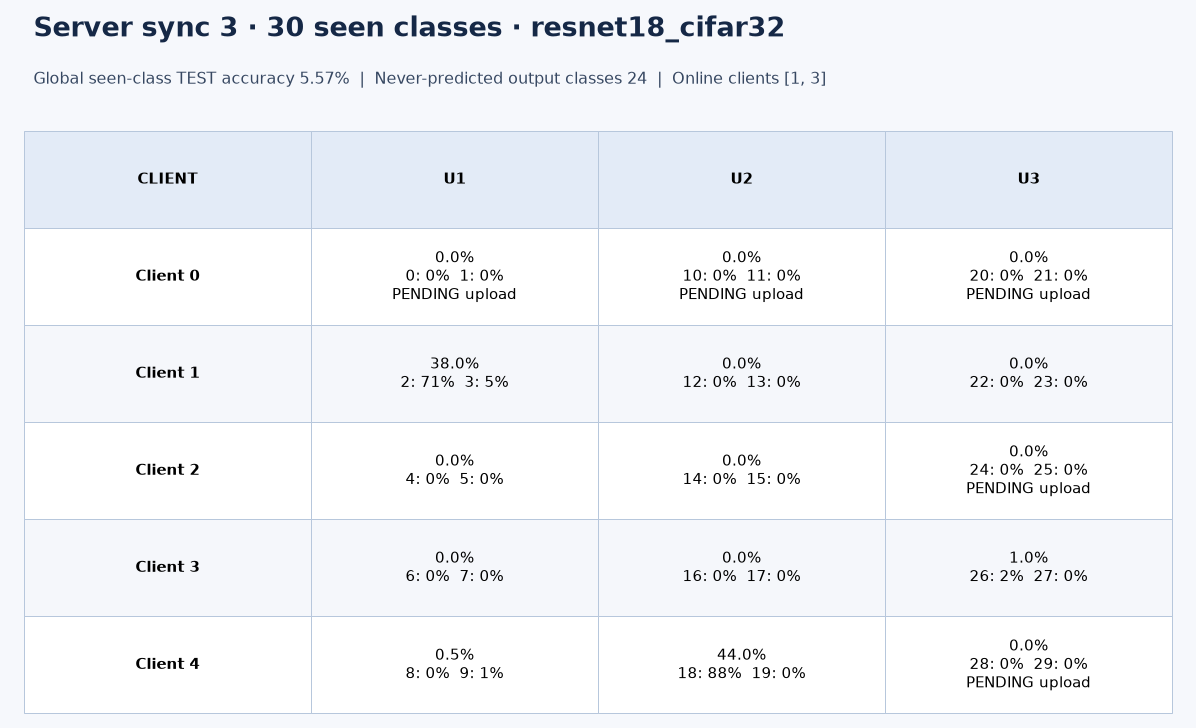 Server sync 3 · 30 seen classes · resnet18_cifar32
Global seen-class TEST accuracy 5.57% | Never-predicted output classes 24 | Online clients [1, 3]
CLIENT
U1
U2
U3
Client 0
0.0%
0: 0%  1: 0%
PENDING upload
0.0%
10: 0%  11: 0%
PENDING upload
0.0%
20: 0%  21: 0%
PENDING upload
Client 1
38.0%
2: 71%  3: 5%
0.0%
12: 0%  13: 0%
0.0%
22: 0%  23: 0%
Client 2
0.0%
4: 0%  5: 0%
0.0%
14: 0%  15: 0%
0.0%
24: 0%  25: 0%
PENDING upload
Client 3
0.0%
6: 0%  7: 0%
0.0%
16: 0%  17: 0%
1.0%
26: 2%  27: 0%
Client 4
0.5%
8: 0%  9: 1%
44.0%
18: 88%  19: 0%
0.0%
28: 0%  29: 0%
PENDING upload